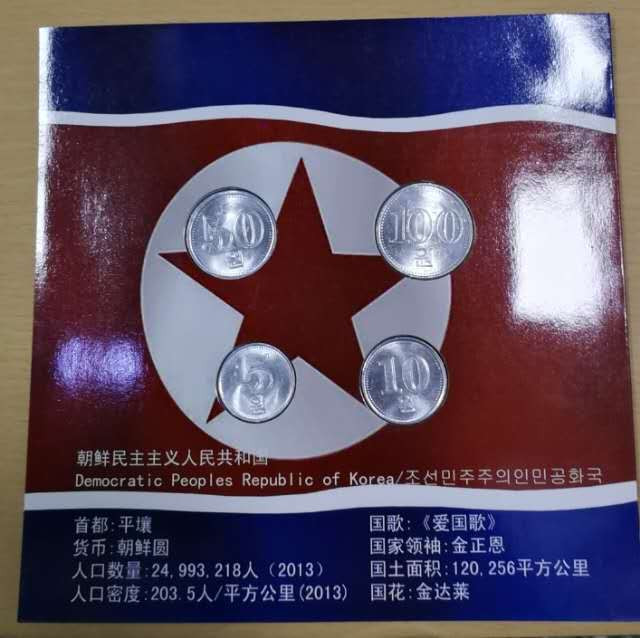 50
원
100
원
5
원
10
원
朝鲜民主主义人民共和国
Democratic Peoples Republic of Korea/조선민주주의인민공화국
首都:平壤
货币:朝鲜圆
人口数量:24,993,218人（2013）
人口密度:203.5人/平方公里(2013)
国歌:《爱国歌》
国家领袖:金正恩
国土面积:120,256平方公里
国花:金达莱